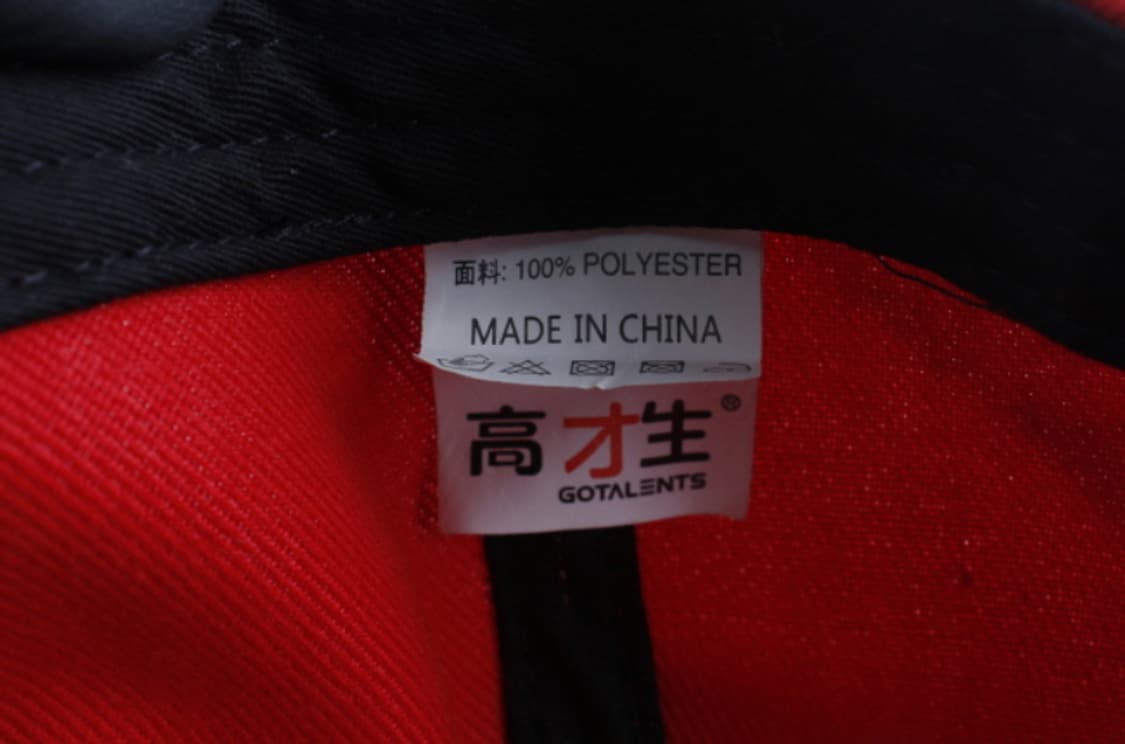 面料: 100% POLYESTER
MADE IN CHINA
高才生®
GOTALENTS